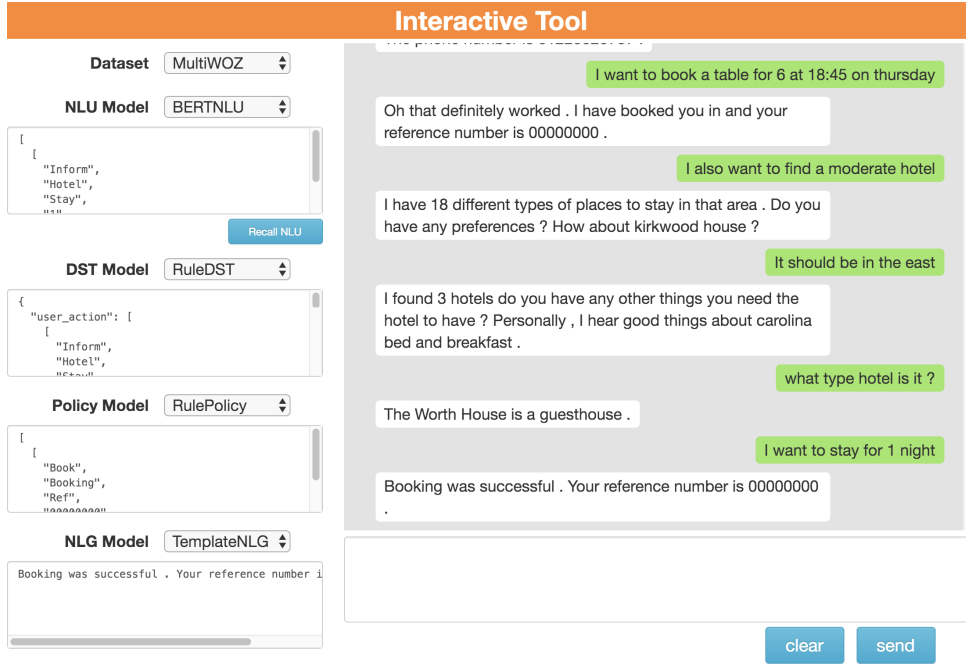 Interactive Tool
Dataset MultiWOZ
NLU Model BERTNLU
[
[
"Inform",
"Hotel",
"Stay",
"1"
Recall NLU
DST Model RuleDST
{
"user_action": [
[
"Inform",
"Hotel",
"Stay"
Policy Model RulePolicy
[
[
"Book",
"Booking",
"Ref",
"00000000"
NLG Model TemplateNLG
Booking was successful . Your reference number i
I want to book a table for 6 at 18:45 on thursday
Oh that definitely worked . I have booked you in and your
reference number is 00000000 .
I also want to find a moderate hotel
I have 18 different types of places to stay in that area . Do you
have any preferences ? How about kirkwood house ?
It should be in the east
I found 3 hotels do you have any other things you need the
hotel to have ? Personally , I hear good things about carolina
bed and breakfast .
what type hotel is it ?
The Worth House is a guesthouse .
I want to stay for 1 night
Booking was successful . Your reference number is 00000000
.
clear
send